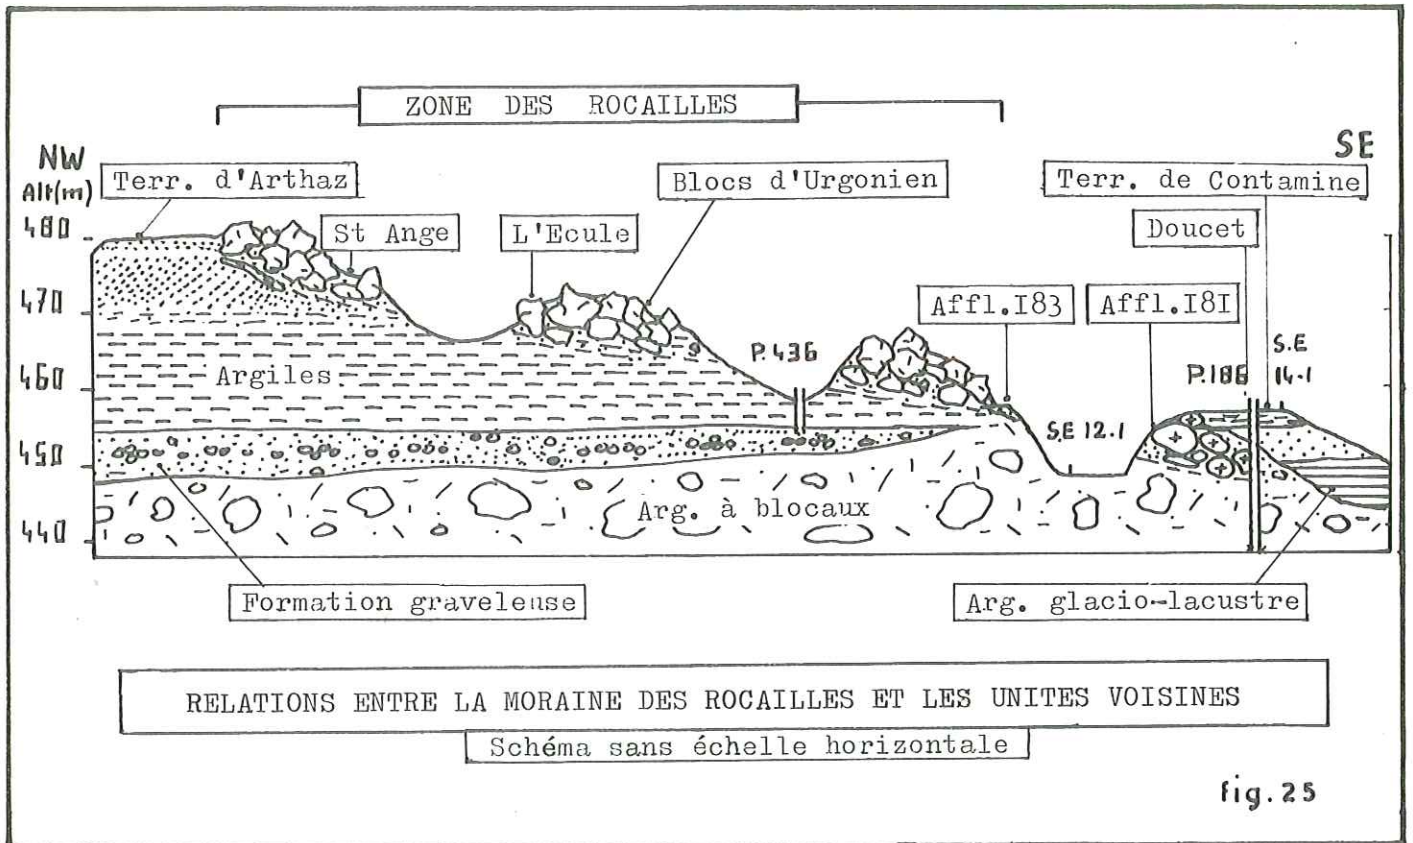 ZONE DES ROCAILLES
NW
SE
Alt(m)
Terr. d'Arthaz
Blocs d'Urgonien
Terr. de Contamine
480
St Ange
L'Ecule
Doucet
470
Affl.I83
Affl.I8I
S.E
14.1
P.436
P.186
460
Argiles
S.E 12.1
450
Arg. à blocaux
440
Formation graveleuse
Arg. glacio-lacustre
RELATIONS ENTRE LA MORAINE DES ROCAILLES ET LES UNITES VOISINES
Schéma sans échelle horizontale
fig. 25